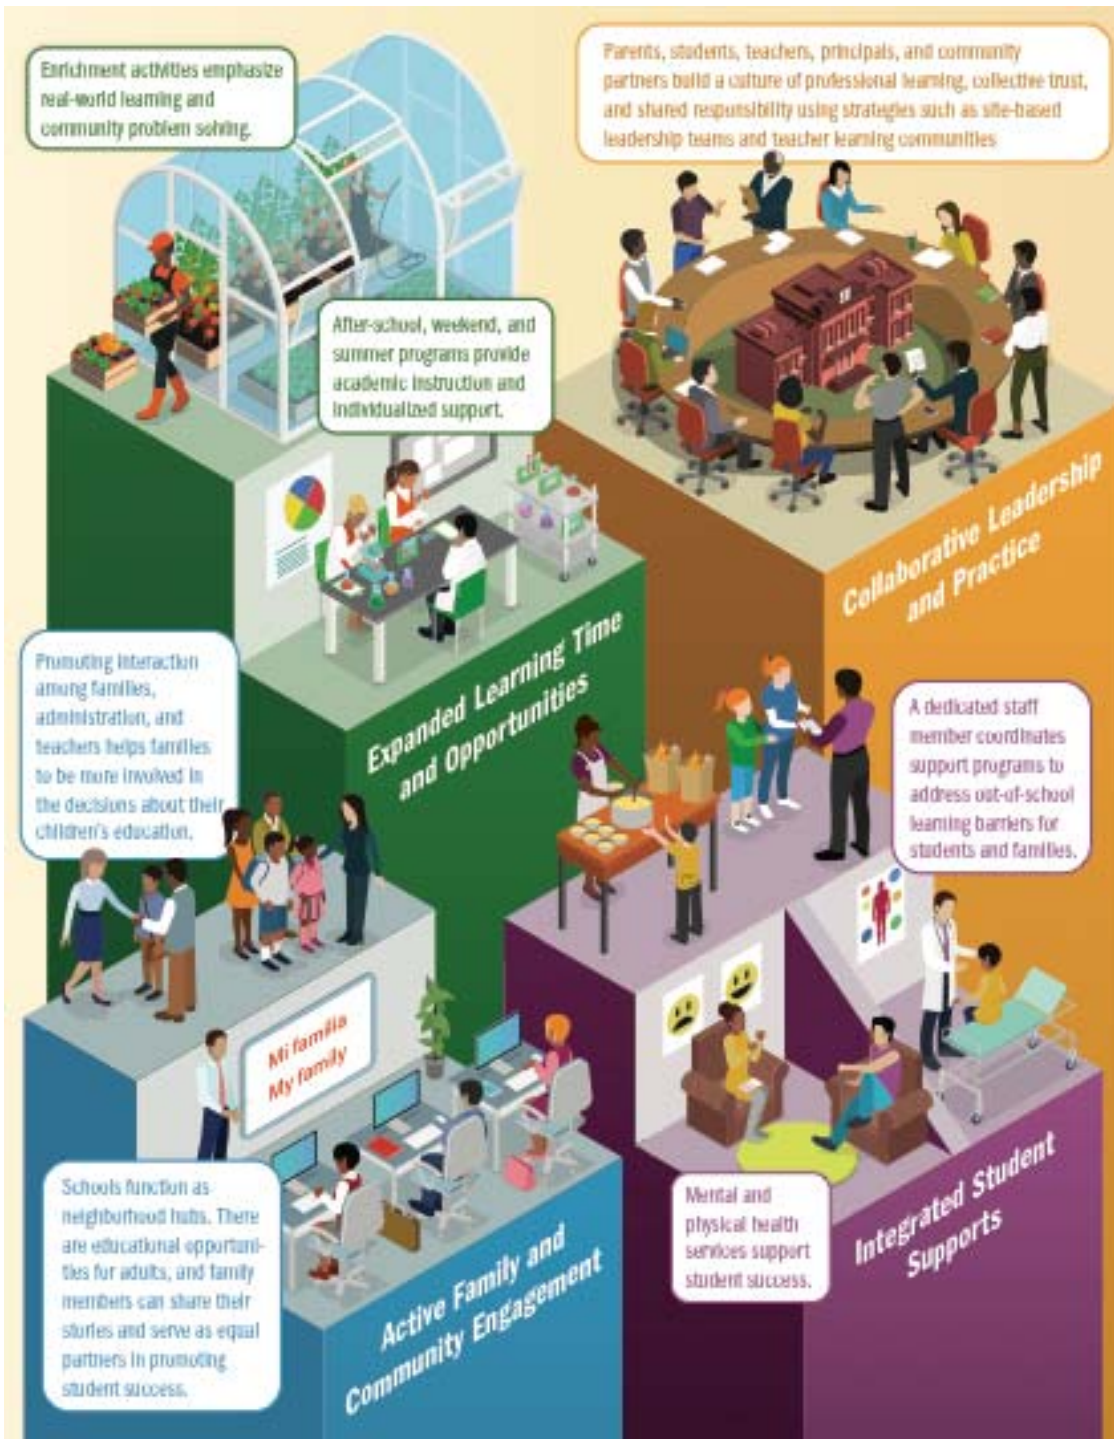 Enrichment activities emphasize
real-world learning and
community problem solving.
Parents, students, teachers, principals, and community
partners build a culture of professional learning, collective trust,
and shared responsibility using strategies such as site-based
leadership teams and teacher learning communities
After-school, weekend, and
summer programs provide
academic instruction and
individualized support.
Collaborative Leadership
and Practice
Expanded Learning Time
and Opportunities
Promoting interaction
among families,
administration, and
teachers helps families
to be more involved in
the decisions about their
children's education.
A dedicated staff
member coordinates
support programs to
address out-of-school
learning barriers for
students and families.
Mi familia
My family
Schools function as
neighborhood hubs. There
are educational opportuni-
ties for adults, and family
members can share their
stories and serve as equal
partners in promoting
student success.
Active Family and
Community Engagement
Mental and
physical health
services support
student success.
Integrated Student
Supports